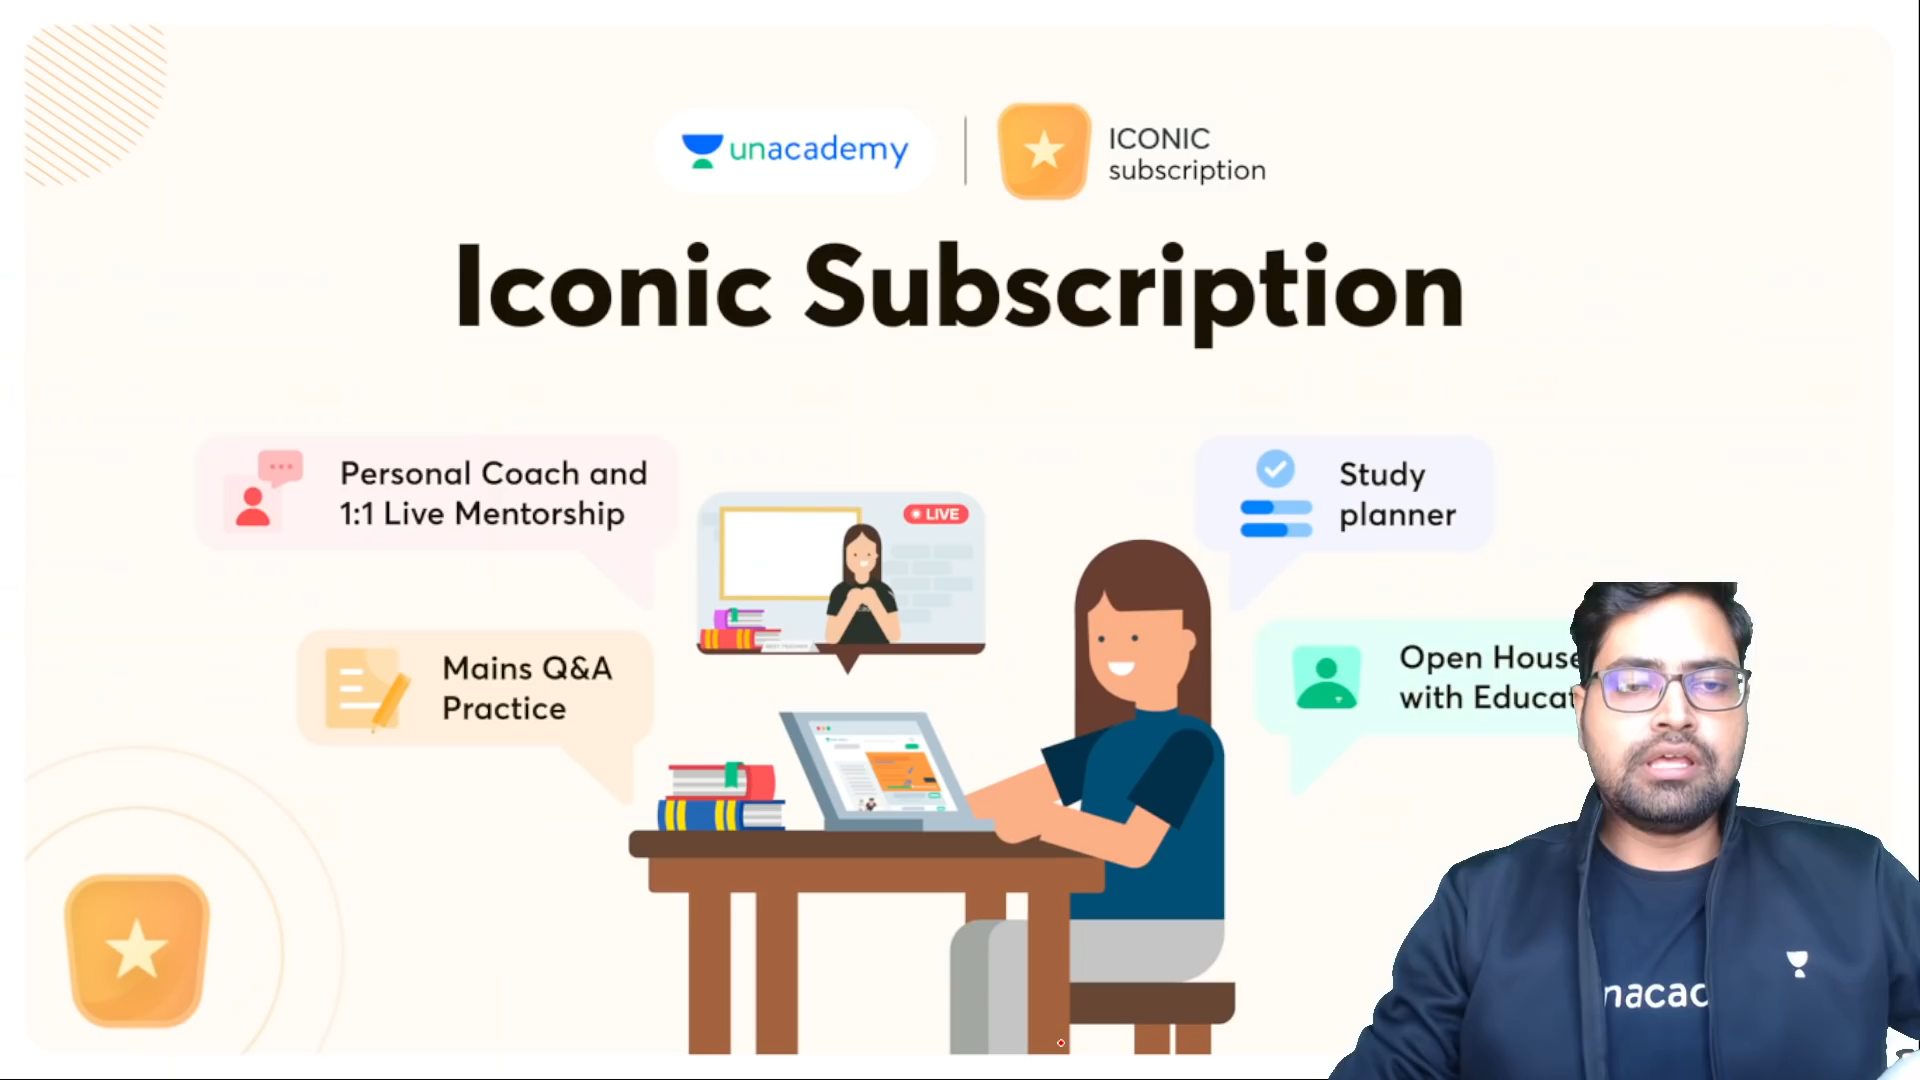 unacademy
ICONIC
subscription
Iconic Subscription
Personal Coach and
1:1 Live Mentorship
LIVE
Study
planner
Mains Q&A
Practice
Open House
with Educat
nacad